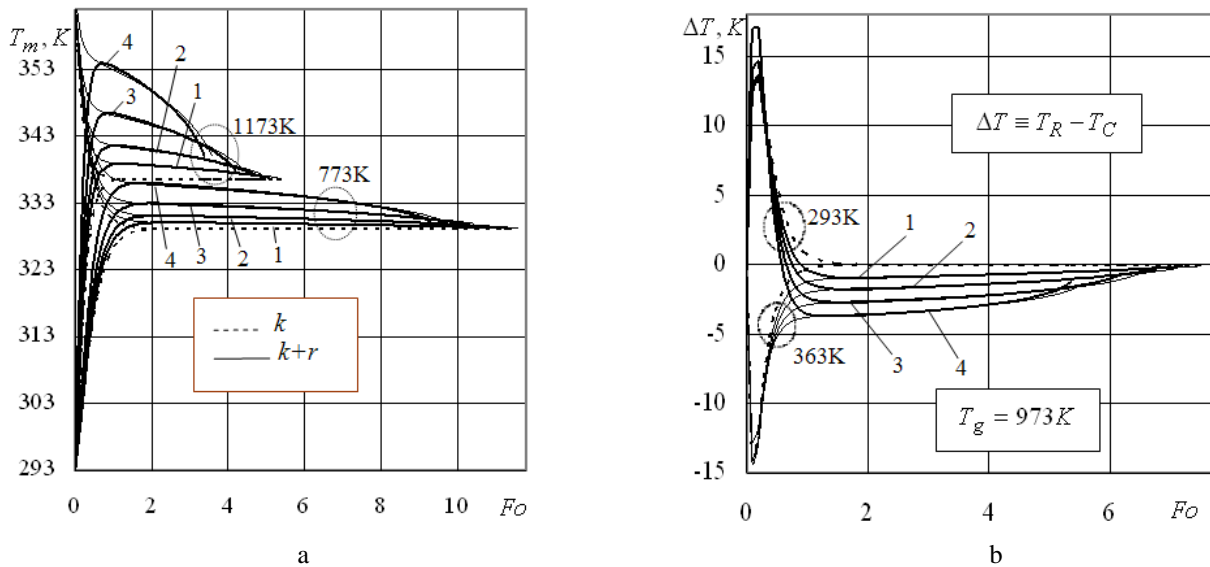 T_m, K
353
343
333
323
313
303
293
4
2
1
3
1173K
773K
4
3
2
1
k
k+r
0
2
4
6
8
10
Fo
a
ΔT, K
15
10
5
0
-5
-10
-15
ΔT ≡ T_R − T_C
293K
1
2
363K
3
4
T_g = 973K
0
2
4
6
Fo
b